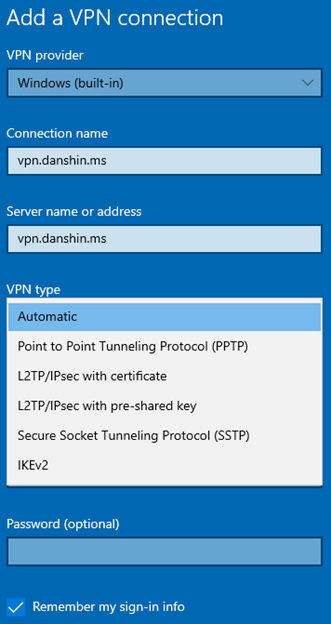 Add a VPN connection
VPN provider
Windows (built-in)
Connection name
vpn.danshin.ms
Server name or address
vpn.danshin.ms
VPN type
Automatic
Point to Point Tunneling Protocol (PPTP)
L2TP/IPsec with certificate
L2TP/IPsec with pre-shared key
Secure Socket Tunneling Protocol (SSTP)
IKEv2
Password (optional)
Remember my sign-in info